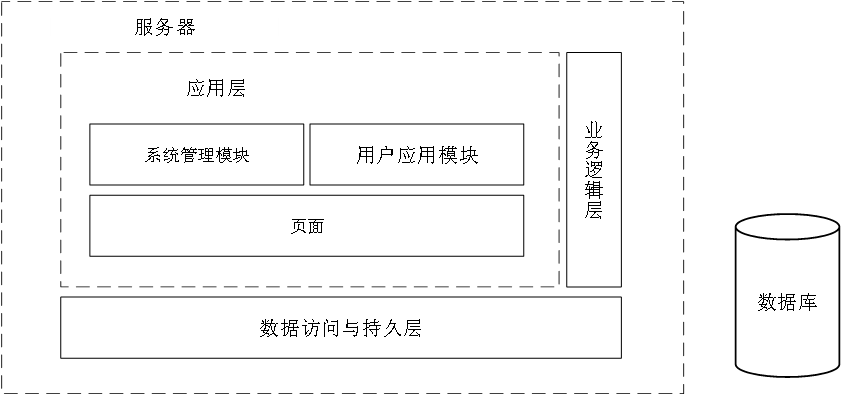 服务器
应用层
系统管理模块
用户应用模块
页面
业务逻辑层
数据访问与持久层
数据库